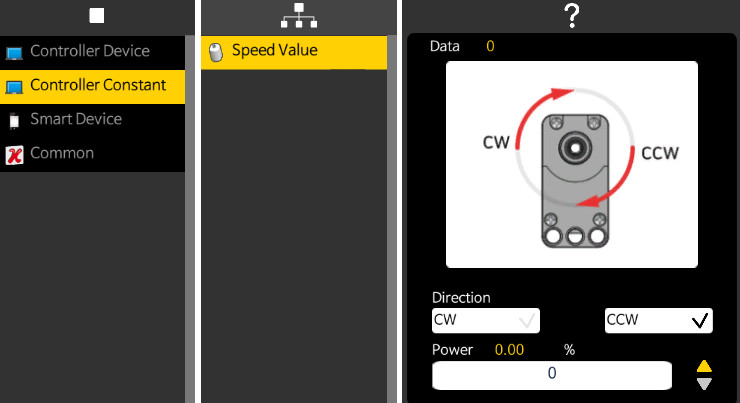 Controller Device
Controller Constant
Smart Device
Common
Speed Value
?
Data 0
CW
CCW
Direction
CW
CCW
Power 0.00 %
0